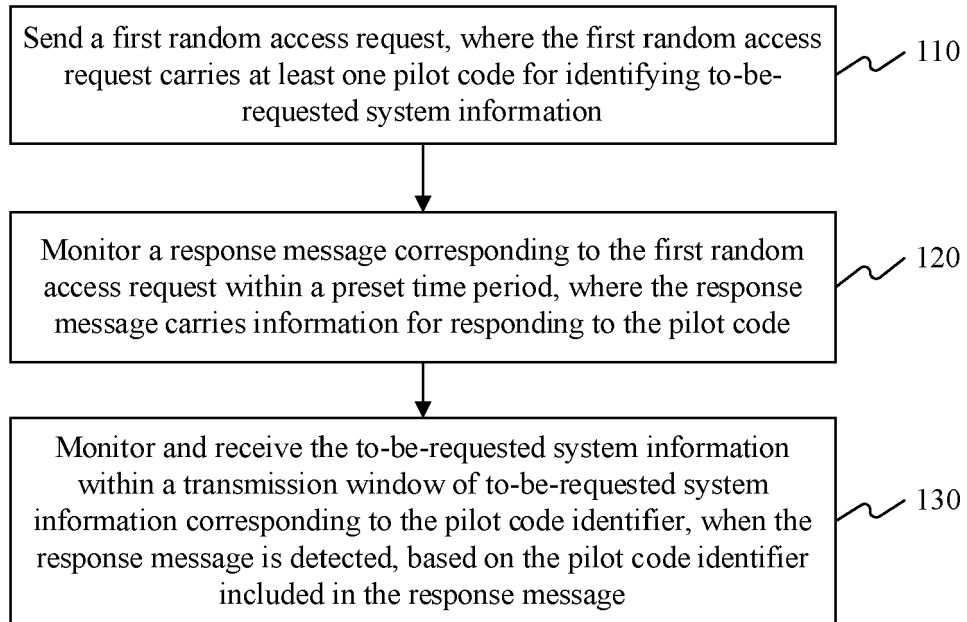 Send a first random access request, where the first random access
request carries at least one pilot code for identifying to-be-
requested system information
110
Monitor a response message corresponding to the first random
access request within a preset time period, where the response
message carries information for responding to the pilot code
120
Monitor and receive the to-be-requested system information
within a transmission window of to-be-requested system
information corresponding to the pilot code identifier, when the
response message is detected, based on the pilot code identifier
included in the response message
130